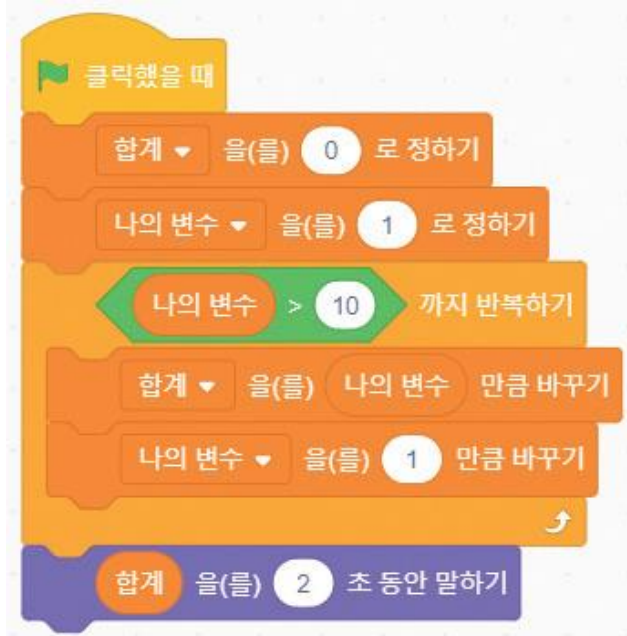 클릭했을 때
합계 을(를) 0 로 정하기
나의 변수 을(를) 1 로 정하기
나의 변수 > 10 까지 반복하기
합계 을(를) 나의 변수 만큼 바꾸기
나의 변수 을(를) 1 만큼 바꾸기
합계 을(를) 2 초 동안 말하기